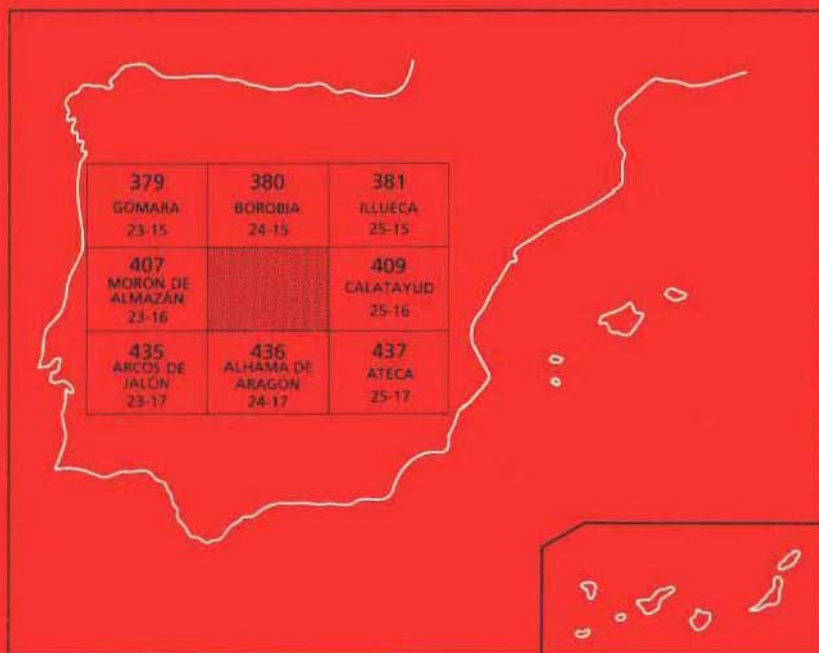 379
GÓMARA
23-15
380
BOROBIA
24-15
381
ILLUECA
25-15
407
MORÓN DE
ALMAZÁN
23-16
409
CALATAYUD
25-16
435
ARCOS DE
JALÓN
23-17
436
ALHAMA DE
ARAGÓN
24-17
437
ATECA
25-17